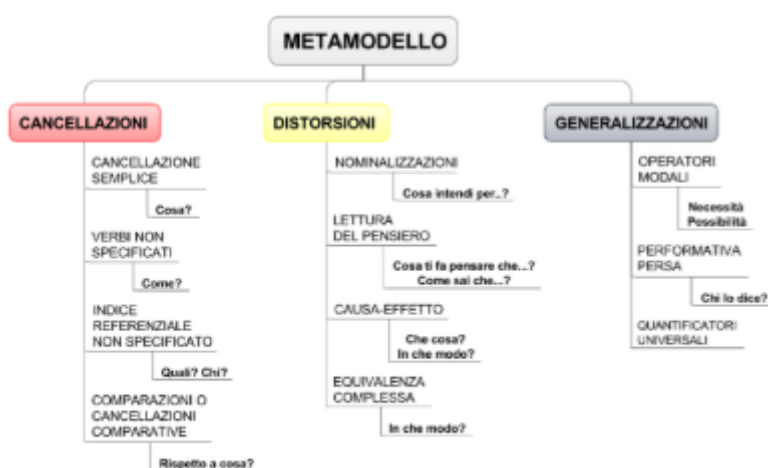 METAMODELLO
CANCELLAZIONI
CANCELLAZIONE
SEMPLICE
Cosa?
VERBI NON
SPECIFICATI
Come?
INDICE
REFERENZIALE
NON SPECIFICATO
Quali? Chi?
COMPARAZIONI O
CANCELLAZIONI
COMPARATIVE
Rispetto a cosa?
DISTORSIONI
NOMINALIZZAZIONI
Cosa intendi per..?
LETTURA
DEL PENSIERO
Cosa ti fa pensare che...?
Come sai che...?
CAUSA-EFFETTO
Che cosa?
In che modo?
EQUIVALENZA
COMPLESSA
In che modo?
GENERALIZZAZIONI
OPERATORI
MODALI
Necessità
Possibilità
PERFORMATIVA
PERSA
Chi lo dice?
QUANTIFICATORI
UNIVERSALI